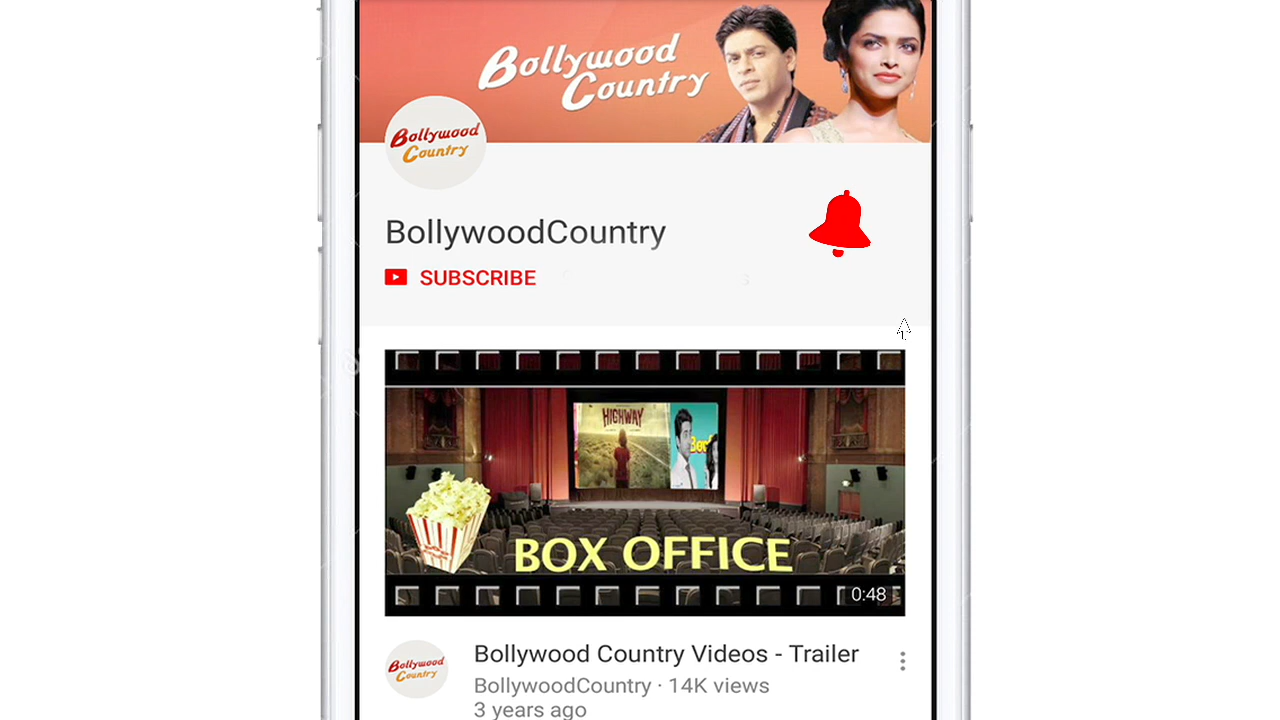 Bollywood
Country
Bollywood
Country
BollywoodCountry
SUBSCRIBE
HIGHWAY
BOX OFFICE
0:48
Bollywood
Country
Bollywood Country Videos - Trailer
BollywoodCountry · 14K views
3 years ago